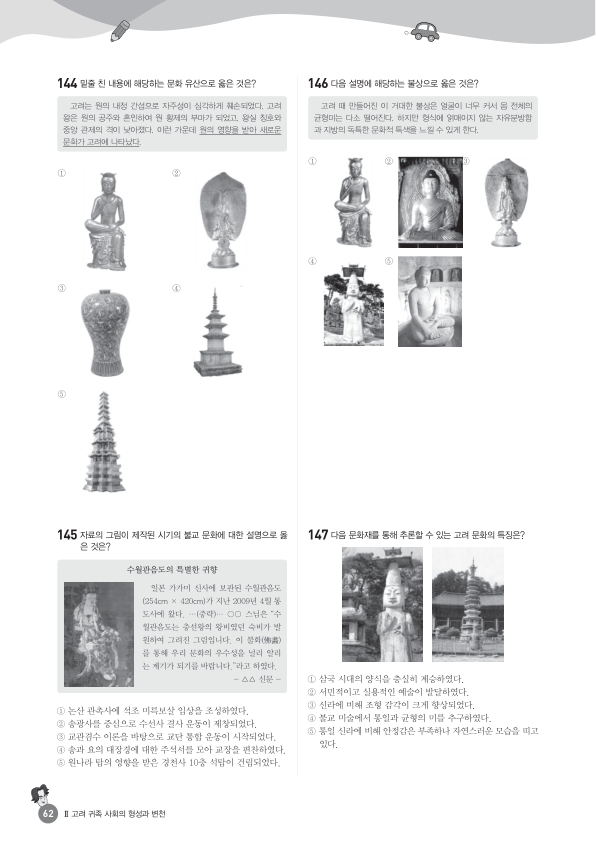 144 밑줄 친 내용에 해당하는 문화 유산으로 옳은 것은?
고려는 원의 내정 간섭으로 자주성이 심각하게 훼손되었다. 고려
왕은 원의 공주와 혼인하여 원 황제의 부마가 되었고, 왕실 칭호와
중앙 관제의 격이 낮아졌다. 이런 가운데 원의 영향을 받아 새로운
문화가 고려에 나타났다.
①
②
③
④
⑤
145 자료의 그림이 제작된 시기의 불교 문화에 대한 설명으로 옳
은 것은?
수월관음도의 특별한 귀향
일본 가가미 신사에 보관된 수월관음도
(254cm × 420cm)가 지난 2009년 4월 통
도사에 왔다. …(중략)… ○○ 스님은 “수
월관음도는 충선왕의 왕비였던 숙비가 발
원하여 그려진 그림입니다. 이 불화(佛畵)
를 통해 우리 문화의 우수성을 널리 알리
는 계기가 되기를 바랍니다.”라고 하였다.
- △△ 신문 -
① 논산 관촉사에 석조 미륵보살 입상을 조성하였다.
② 송광사를 중심으로 수선사 결사 운동이 제창되었다.
③ 교관겸수 이론을 바탕으로 교단 통합 운동이 시작되었다.
④ 송과 요의 대장경에 대한 주석서를 모아 교장을 편찬하였다.
⑤ 원나라 탑의 영향을 받은 경천사 10층 석탑이 건립되었다.
146 다음 설명에 해당하는 불상으로 옳은 것은?
고려 때 만들어진 이 거대한 불상은 얼굴이 너무 커서 몸 전체의
균형미는 다소 떨어진다. 하지만 형식에 얽매이지 않는 자유분방함
과 지방의 독특한 문화적 특색을 느낄 수 있게 한다.
①
②
③
④
⑤
147 다음 문화재를 통해 추론할 수 있는 고려 문화의 특징은?
① 삼국 시대의 양식을 충실히 계승하였다.
② 서민적이고 실용적인 예술이 발달하였다.
③ 신라에 비해 조형 감각이 크게 향상되었다.
④ 불교 미술에서 통일과 균형의 미를 추구하였다.
⑤ 통일 신라에 비해 안정감은 부족하나 자연스러운 모습을 띠고
있다.
62 Ⅱ 고려 귀족 사회의 형성과 변천